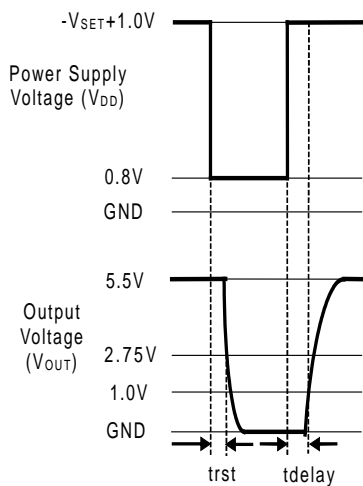 -VSET+1.0V
Power Supply
Voltage (VDD)
0.8V
GND
5.5V
Output
Voltage
(VOUT)
2.75V
1.0V
GND
trst
tdelay